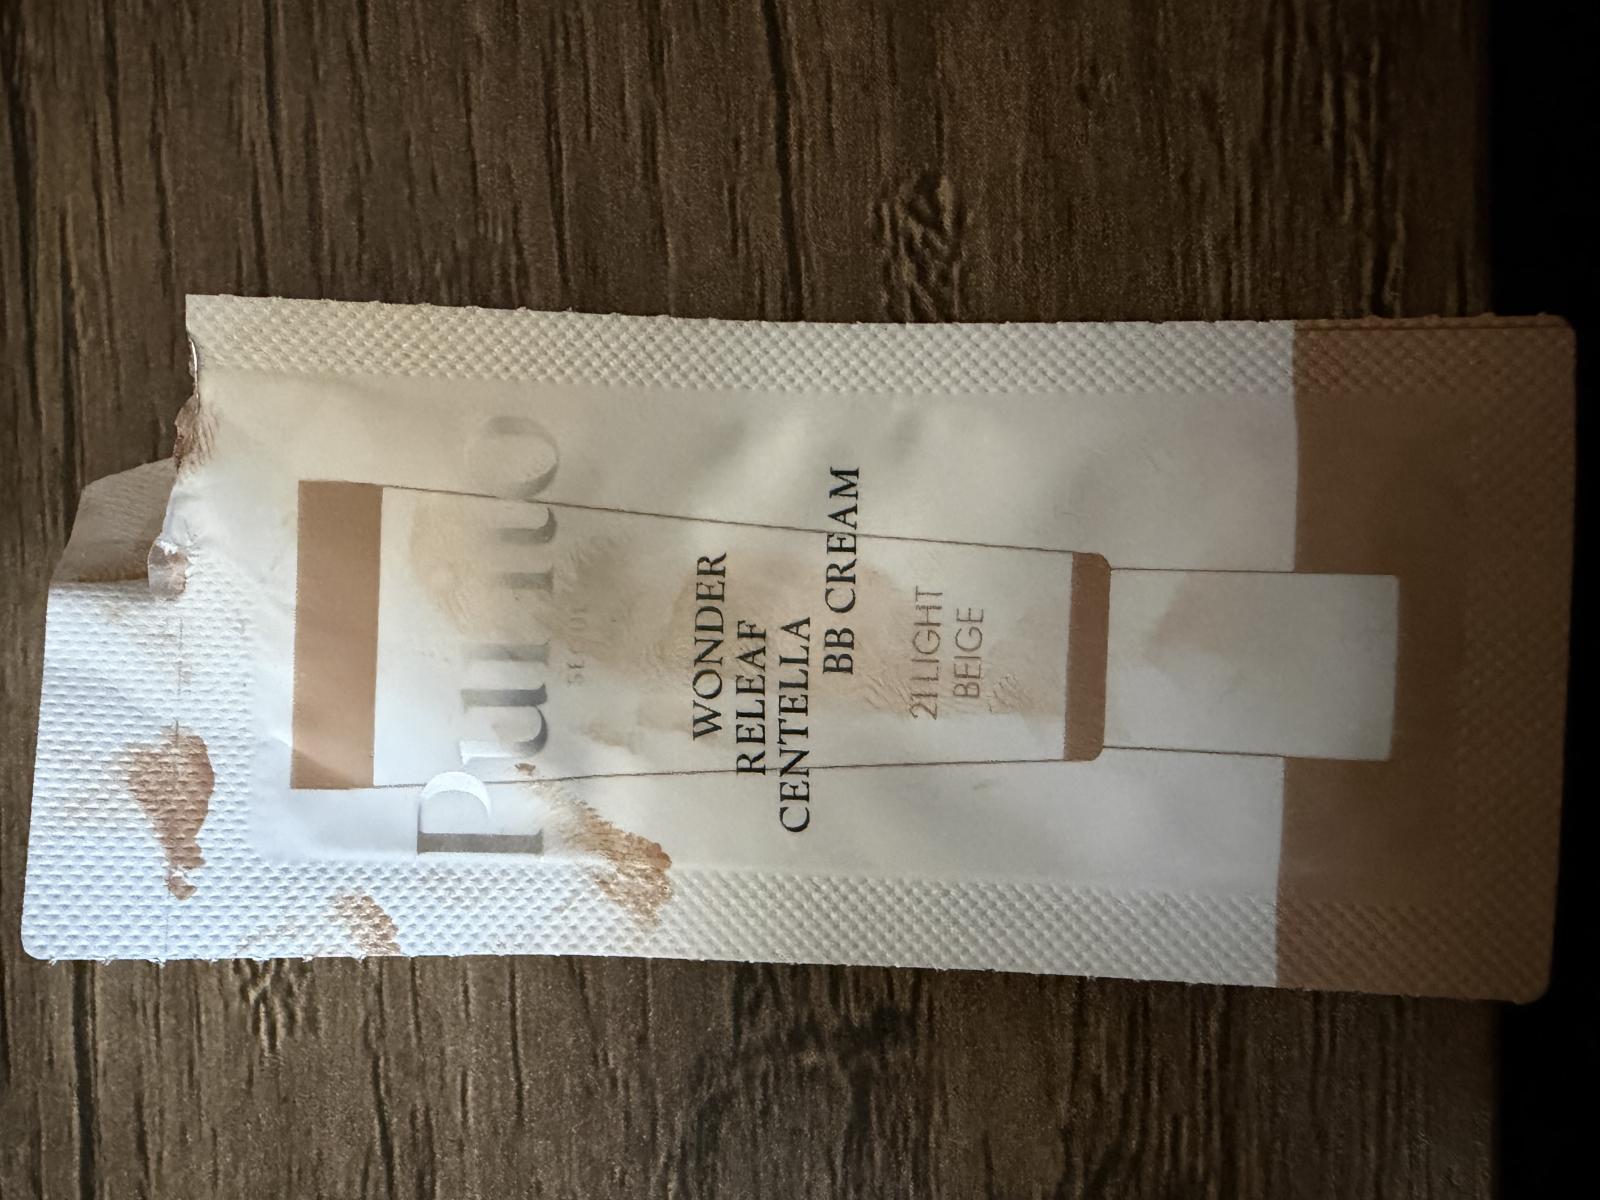 Purito
SEOUL
WONDER
RELEAF
CENTELLA
BB CREAM
21 LIGHT
BEIGE